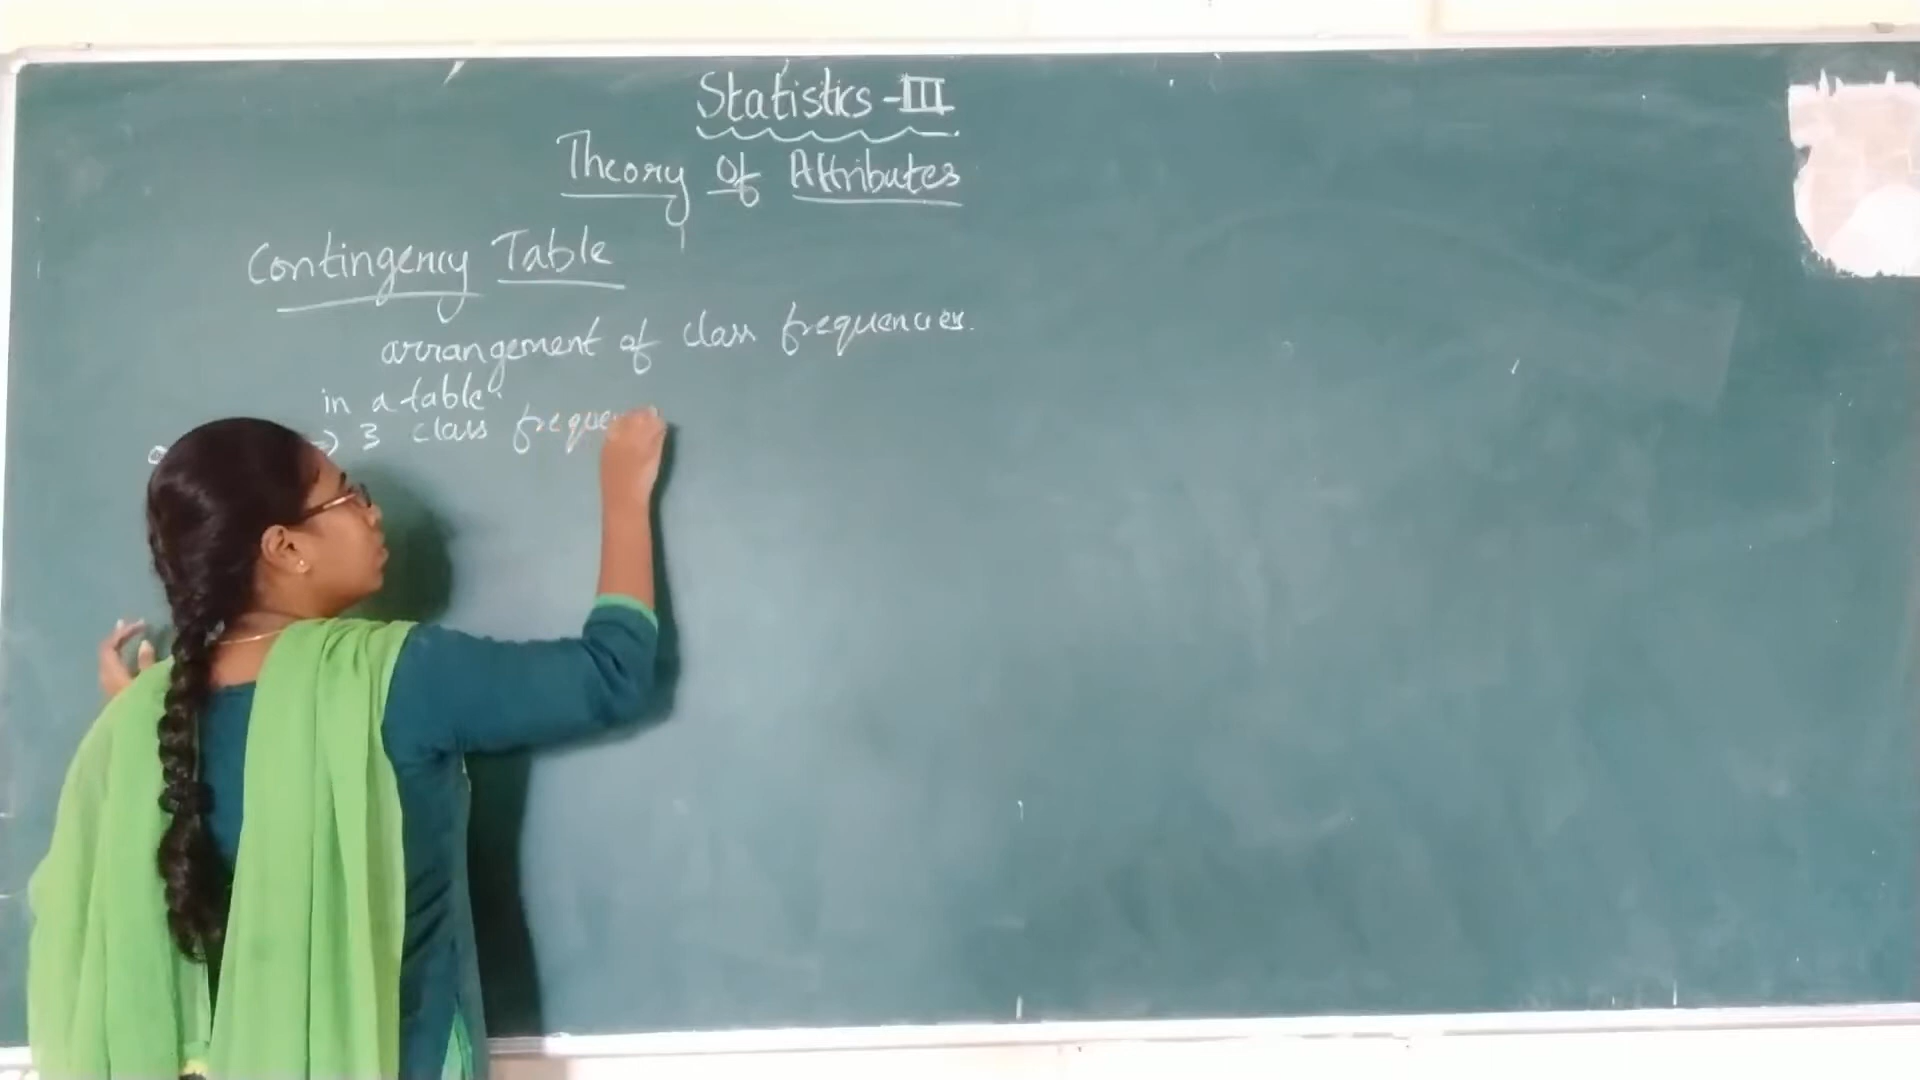 Statistics-III
Theory Of Attributes
Contingency Table
arrangement of class frequencies.
in a table.
⇒ 3 class